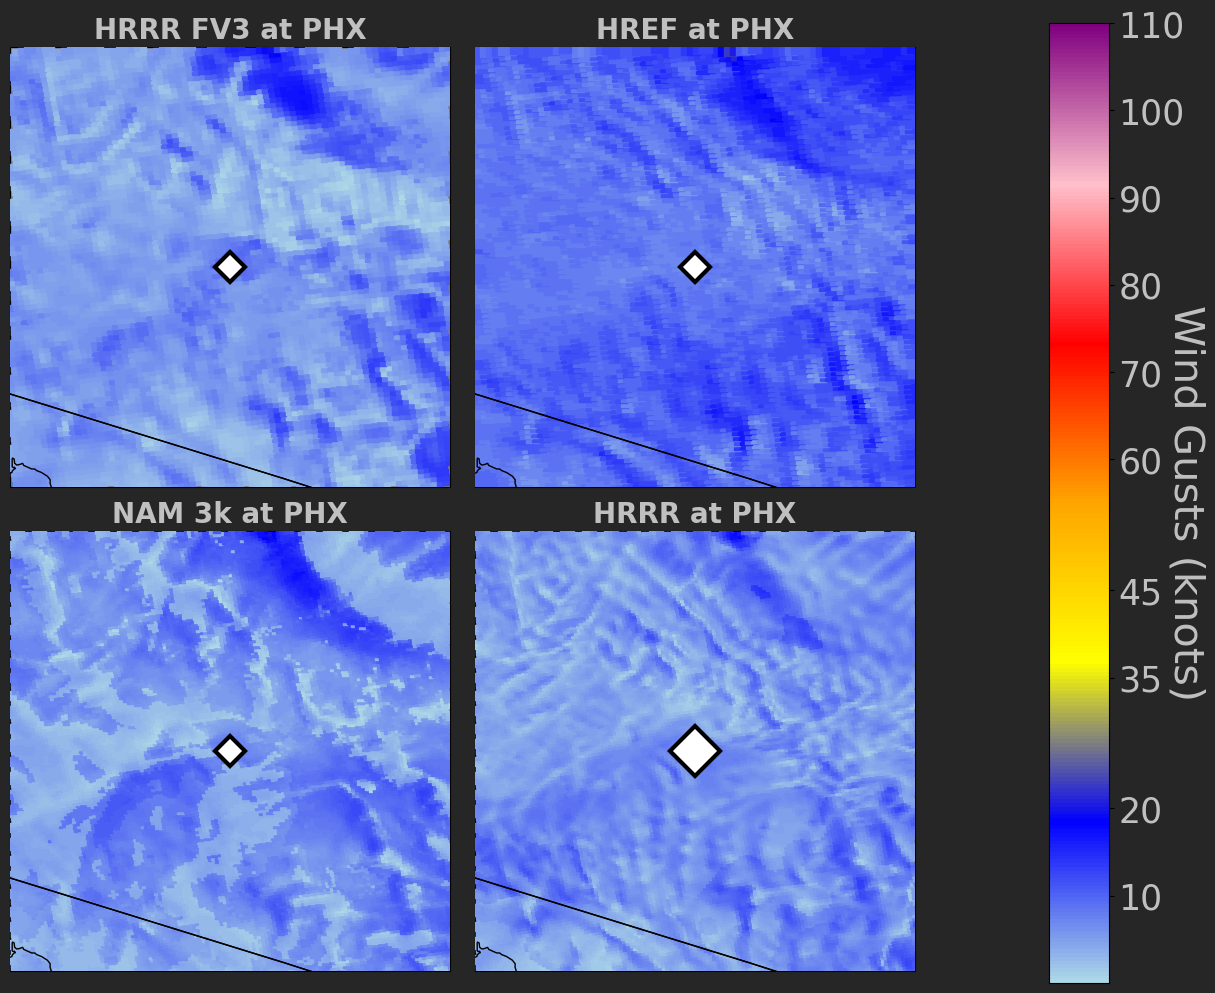 HRRR FV3 at PHX
HREF at PHX
NAM 3k at PHX
HRRR at PHX
110
100
90
80
70
60
45
35
20
10
Wind Gusts (knots)